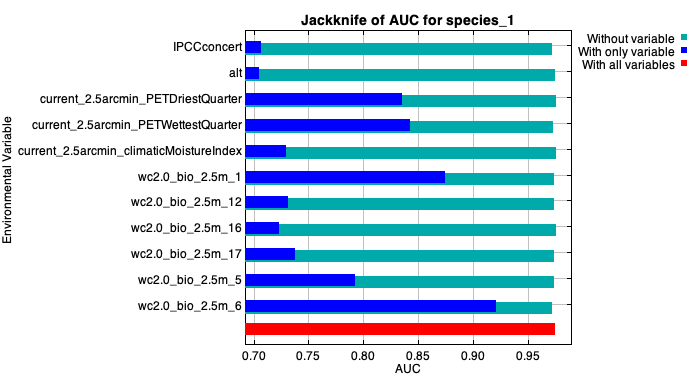 Jackknife of AUC for species_1
Without variable
With only variable
With all variables
Environmental Variable
IPCCconcert
alt
current_2.5arcmin_PETDriestQuarter
current_2.5arcmin_PETWettestQuarter
current_2.5arcmin_climaticMoistureIndex
wc2.0_bio_2.5m_1
wc2.0_bio_2.5m_12
wc2.0_bio_2.5m_16
wc2.0_bio_2.5m_17
wc2.0_bio_2.5m_5
wc2.0_bio_2.5m_6
0.70 0.75 0.80 0.85 0.90 0.95
AUC